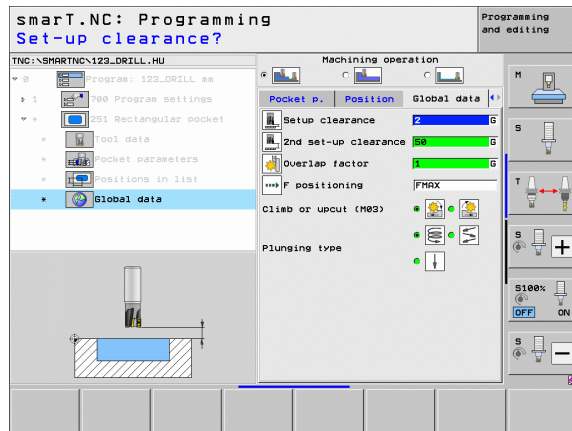 smarT.NC: Programming
Programming and editing
Set-up clearance?
TNC:\SMARTNC\123_DRILL.HU
0 Program: 123_DRILL mm
1 700 Program settings
* 251 Rectangular pocket
* Tool data
* Pocket parameters
* Positions in list
* Global data
Machining operation
Pocket p. Position Global data
Setup clearance 2 G
2nd set-up clearance 50 G
Overlap factor 1 G
F positioning FMAX
Climb or upcut (M03)
Plunging type
M
S
T
S
S100%
OFF ON
S